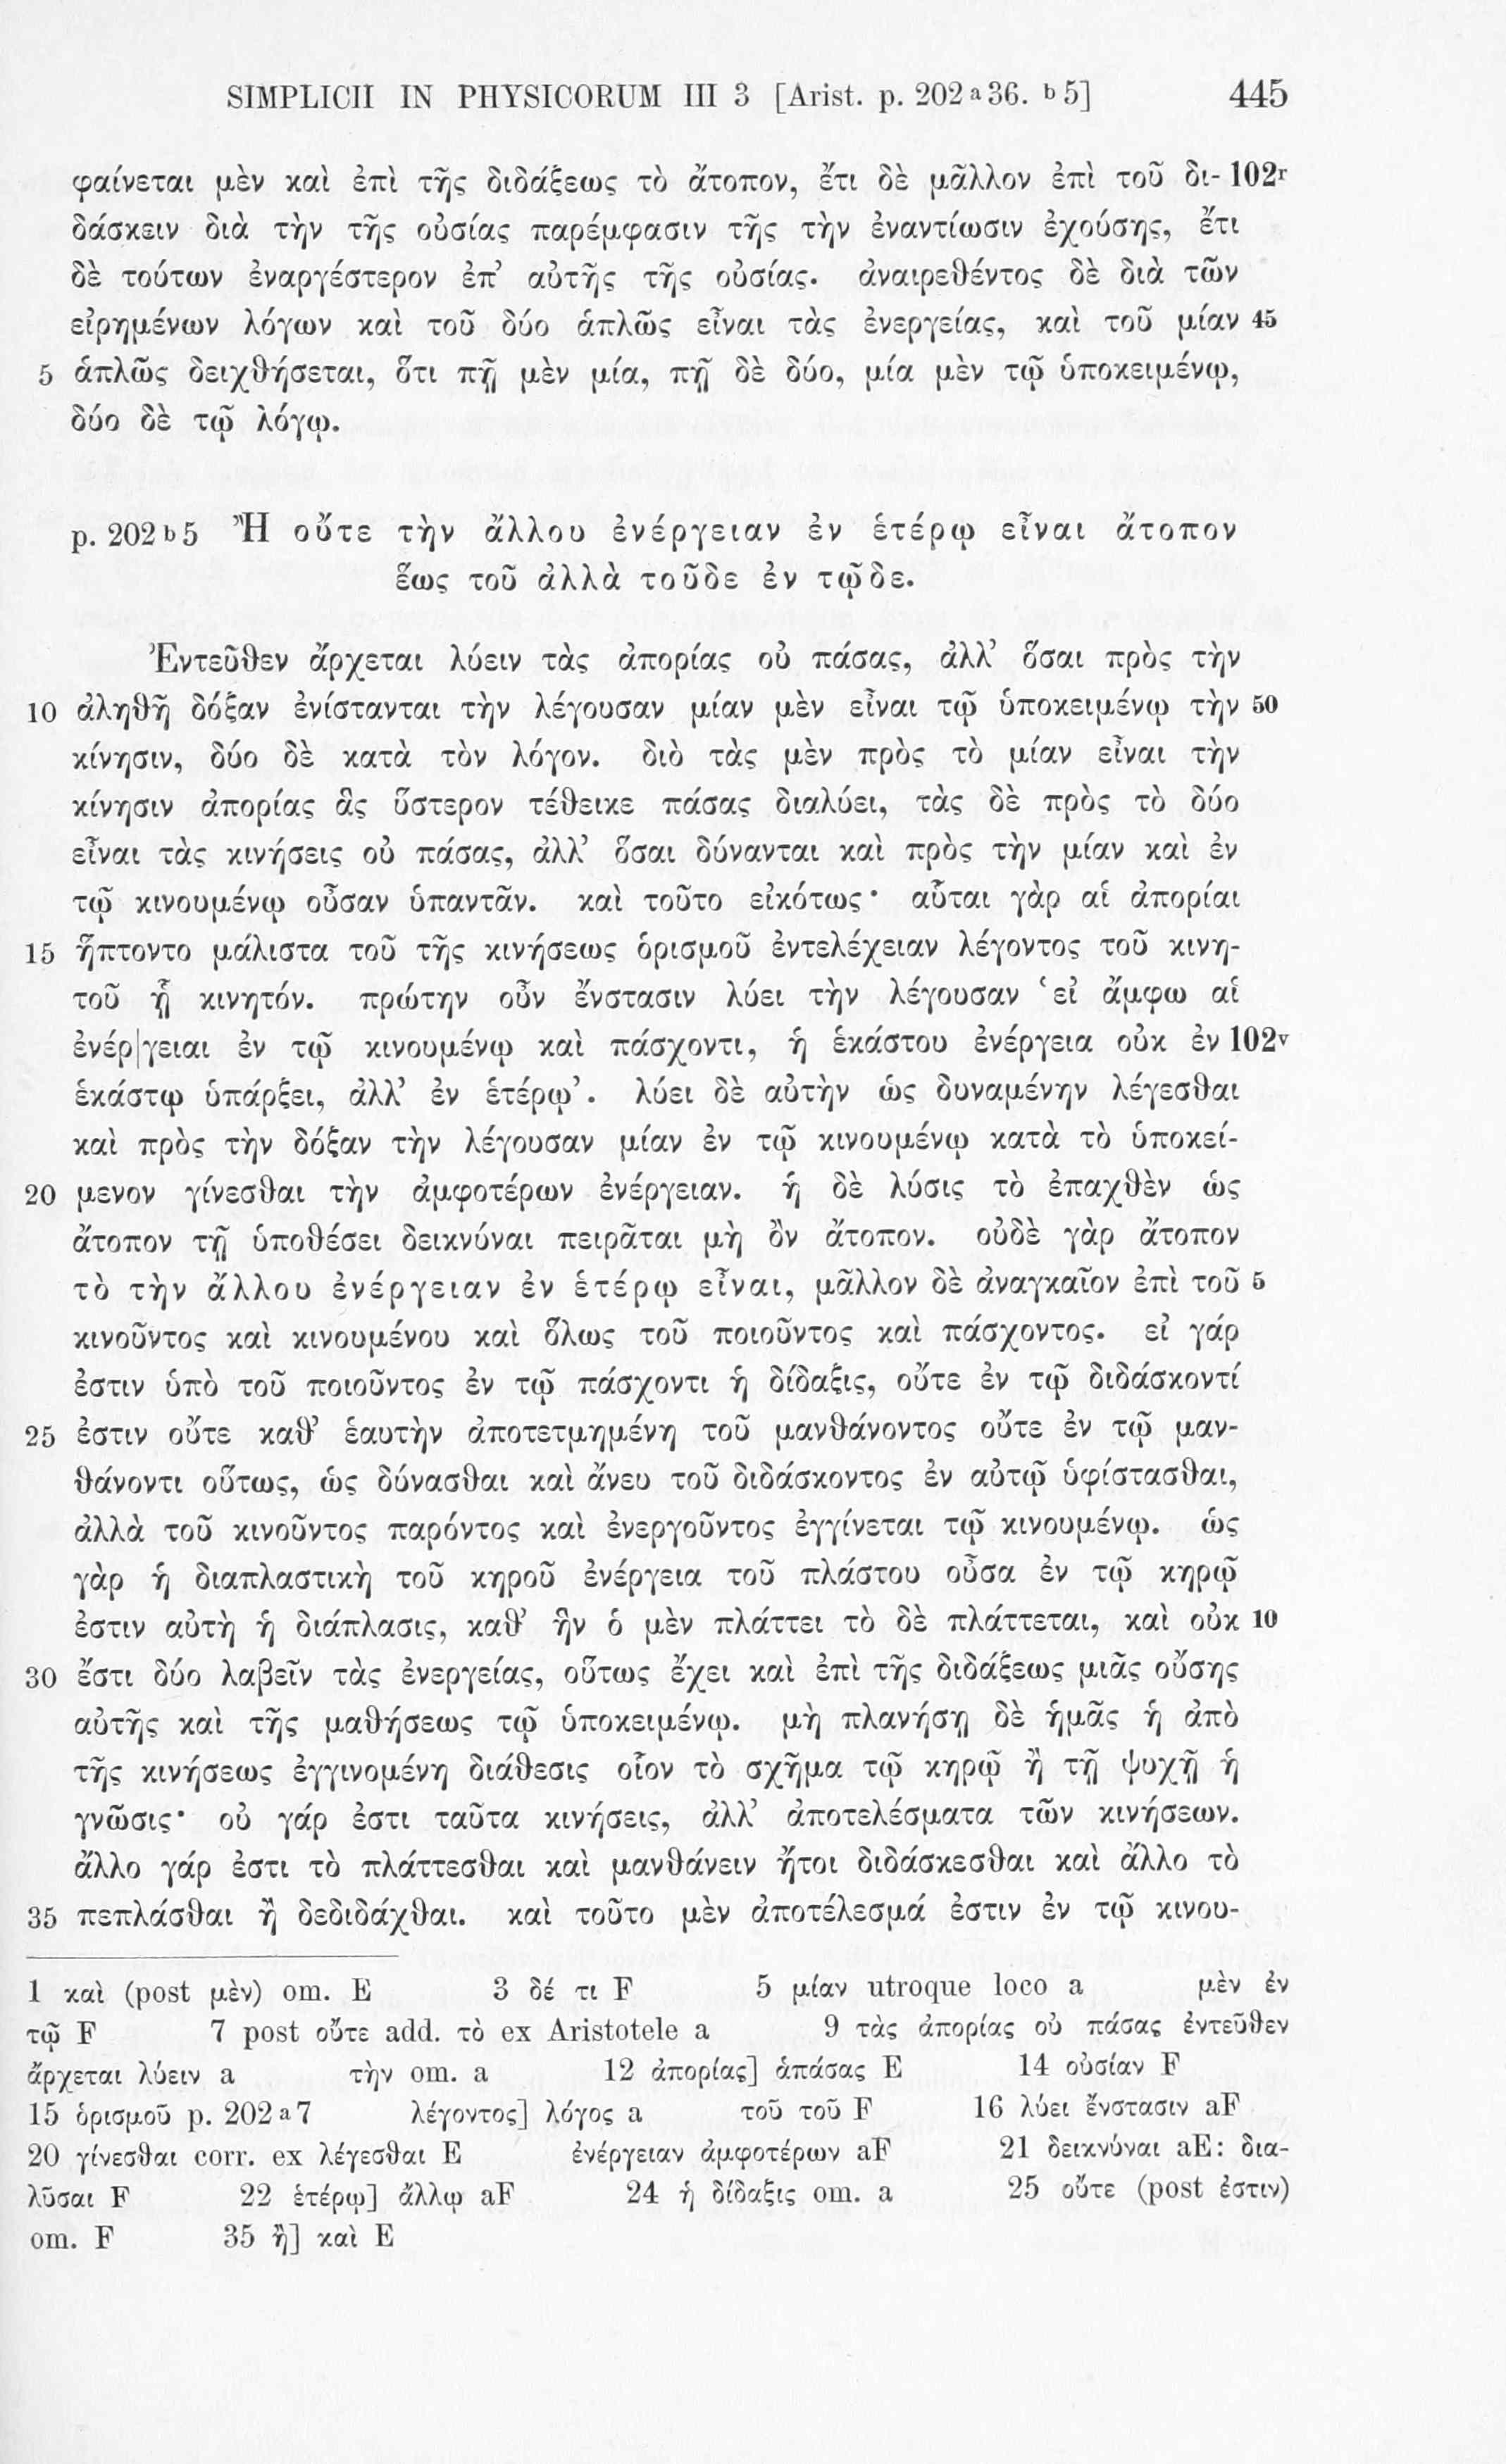 SIMPLICII IN PHYSICORUM III 3 [Arist. p. 202 a 36. b 5] 445
φαίνεται μὲν καὶ ἐπὶ τῆς διδάξεως τὸ ἄτοπον, ἔτι δὲ μᾶλλον ἐπὶ τοῦ δι- 102r
δάσκειν διὰ τὴν τῆς οὐσίας παρέμφασιν τῆς τὴν ἐναντίωσιν ἐχούσης, ἔτι
δὲ τούτων ἐναργέστερον ἐπ’ αὐτῆς τῆς οὐσίας. ἀναιρεθέντος δὲ διὰ τῶν
εἰρημένων λόγων καὶ τοῦ δύο ἁπλῶς εἶναι τὰς ἐνεργείας, καὶ τοῦ μίαν 45
5 ἁπλῶς δειχθήσεται, ὅτι πῇ μὲν μία, πῇ δὲ δύο, μία μὲν τῷ ὑποκειμένῳ,
δύο δὲ τῷ λόγῳ.
p. 202 b 5 Ἢ οὔτε τὴν ἄλλου ἐνέργειαν ἐν ἑτέρῳ εἶναι ἄτοπον
ἕως τοῦ ἀλλὰ τοῦδε ἐν τῷδε.
Ἐντεῦθεν ἄρχεται λύειν τὰς ἀπορίας οὐ πάσας, ἀλλ’ ὅσαι πρὸς τὴν
10 ἀληθῆ δόξαν ἐνίστανται τὴν λέγουσαν μίαν μὲν εἶναι τῷ ὑποκειμένῳ τὴν 50
κίνησιν, δύο δὲ κατὰ τὸν λόγον. διὸ τὰς μὲν πρὸς τὸ μίαν εἶναι τὴν
κίνησιν ἀπορίας ἃς ὕστερον τέθεικε πάσας διαλύει, τὰς δὲ πρὸς τὸ δύο
εἶναι τὰς κινήσεις οὐ πάσας, ἀλλ’ ὅσαι δύνανται καὶ πρὸς τὴν μίαν καὶ ἐν
τῷ κινουμένῳ οὖσαν ὑπαντᾶν. καὶ τοῦτο εἰκότως· αὗται γὰρ αἱ ἀπορίαι
15 ἥπτοντο μάλιστα τοῦ τῆς κινήσεως ὁρισμοῦ ἐντελέχειαν λέγοντος τοῦ κινη-
τοῦ ᾗ κινητόν. πρώτην οὖν ἔνστασιν λύει τὴν λέγουσαν ‘εἰ ἄμφω αἱ
ἐνέρ|γειαι ἐν τῷ κινουμένῳ καὶ πάσχοντι, ἡ ἑκάστου ἐνέργεια οὐκ ἐν 102v
ἑκάστῳ ὑπάρξει, ἀλλ’ ἐν ἑτέρῳ’. λύει δὲ αὐτὴν ὡς δυναμένην λέγεσθαι
καὶ πρὸς τὴν δόξαν τὴν λέγουσαν μίαν ἐν τῷ κινουμένῳ κατὰ τὸ ὑποκεί-
20 μενον γίνεσθαι τὴν ἀμφοτέρων ἐνέργειαν. ἡ δὲ λύσις τὸ ἐπαχθὲν ὡς
ἄτοπον τῇ ὑποθέσει δεικνύναι πειρᾶται μὴ ὂν ἄτοπον. οὐδὲ γὰρ ἄτοπον
τὸ τὴν ἄλλου ἐνέργειαν ἐν ἑτέρῳ εἶναι, μᾶλλον δὲ ἀναγκαῖον ἐπὶ τοῦ 5
κινοῦντος καὶ κινουμένου καὶ ὅλως τοῦ ποιοῦντος καὶ πάσχοντος. εἰ γάρ
ἐστιν ὑπὸ τοῦ ποιοῦντος ἐν τῷ πάσχοντι ἡ δίδαξις, οὔτε ἐν τῷ διδάσκοντί
25 ἐστιν οὔτε καθ’ ἑαυτὴν ἀποτετμημένη τοῦ μανθάνοντος οὔτε ἐν τῷ μαν-
θάνοντι οὕτως, ὡς δύνασθαι καὶ ἄνευ τοῦ διδάσκοντος ἐν αὐτῷ ὑφίστασθαι,
ἀλλὰ τοῦ κινοῦντος παρόντος καὶ ἐνεργοῦντος ἐγγίνεται τῷ κινουμένῳ. ὡς
γὰρ ἡ διαπλαστικὴ τοῦ κηροῦ ἐνέργεια τοῦ πλάστου οὖσα ἐν τῷ κηρῷ
ἐστιν αὐτὴ ἡ διάπλασις, καθ’ ἣν ὁ μὲν πλάττει τὸ δὲ πλάττεται, καὶ οὐκ 10
30 ἔστι δύο λαβεῖν τὰς ἐνεργείας, οὕτως ἔχει καὶ ἐπὶ τῆς διδάξεως μιᾶς οὔσης
αὐτῆς καὶ τῆς μαθήσεως τῷ ὑποκειμένῳ. μὴ πλανήσῃ δὲ ἡμᾶς ἡ ἀπὸ
τῆς κινήσεως ἐγγινομένη διάθεσις οἷον τὸ σχῆμα τῷ κηρῷ ἢ τῇ ψυχῇ ἡ
γνῶσις· οὐ γάρ ἐστι ταῦτα κινήσεις, ἀλλ’ ἀποτελέσματα τῶν κινήσεων.
ἄλλο γάρ ἐστι τὸ πλάττεσθαι καὶ μανθάνειν ἤτοι διδάσκεσθαι καὶ ἄλλο τὸ
35 πεπλάσθαι ἢ δεδιδάχθαι. καὶ τοῦτο μὲν ἀποτέλεσμά ἐστιν ἐν τῷ κινου-
1 καὶ (post μὲν) om. E 3 δέ τι F 5 μίαν utroque loco a μὲν ἐν
τῷ F 7 post οὔτε add. τὸ ex Aristotele a 9 τὰς ἀπορίας οὐ πάσας ἐντεῦθεν
ἄρχεται λύειν a τὴν om. a 12 ἀπορίας] ἁπάσας E 14 οὐσίαν F
15 ὁρισμοῦ p. 202 a 7 λέγοντος] λόγος a τοῦ τοῦ F 16 λύει ἔνστασιν aF
20 γίνεσθαι corr. ex λέγεσθαι E ἐνέργειαν ἀμφοτέρων aF 21 δεικνύναι aE: δια-
λῦσαι F 22 ἑτέρῳ] ἄλλῳ aF 24 ἡ δίδαξις om. a 25 οὔτε (post ἐστιν)
om. F 35 ἢ] καὶ E